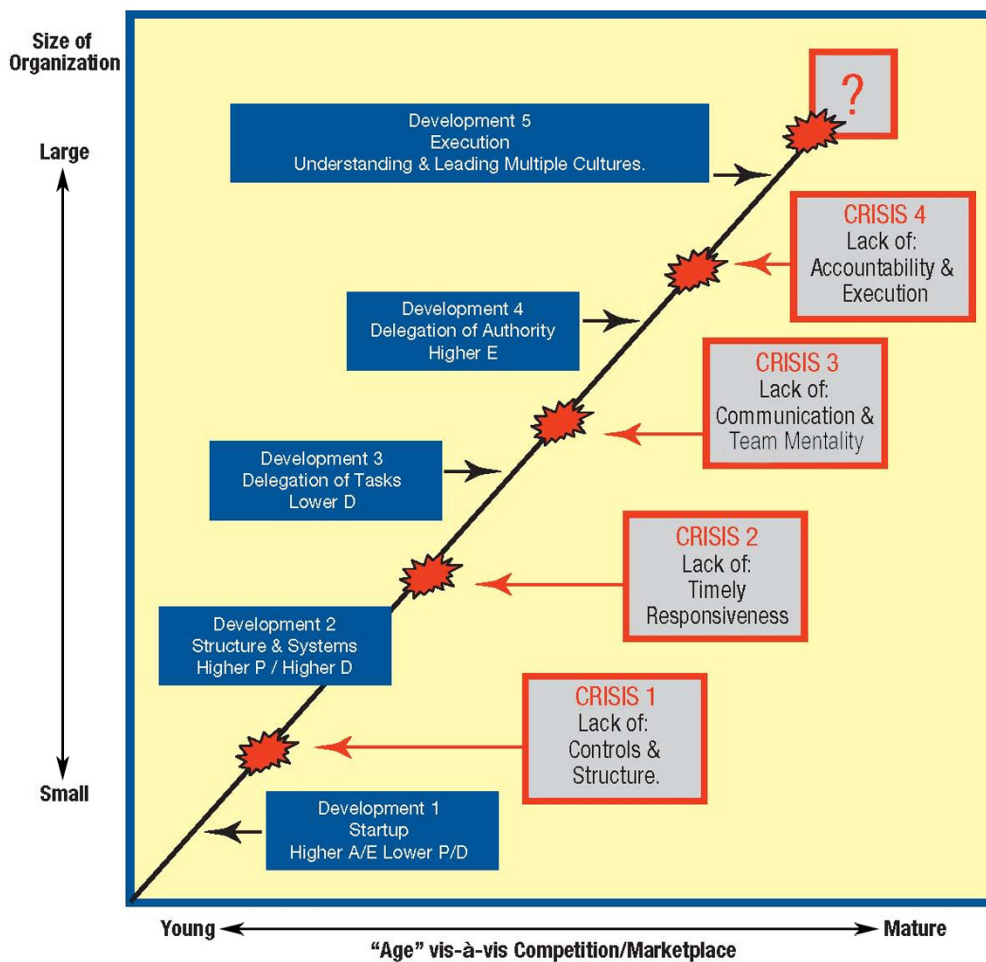 Size of
Organization
Large
Small
?
Development 5
Execution
Understanding & Leading Multiple Cultures.
CRISIS 4
Lack of:
Accountability &
Execution
Development 4
Delegation of Authority
Higher E
CRISIS 3
Lack of:
Communication &
Team Mentality
Development 3
Delegation of Tasks
Lower D
CRISIS 2
Lack of:
Timely
Responsiveness
Development 2
Structure & Systems
Higher P / Higher D
CRISIS 1
Lack of:
Controls &
Structure.
Development 1
Startup
Higher A/E Lower P/D
Young
Mature
“Age” vis-à-vis Competition/Marketplace